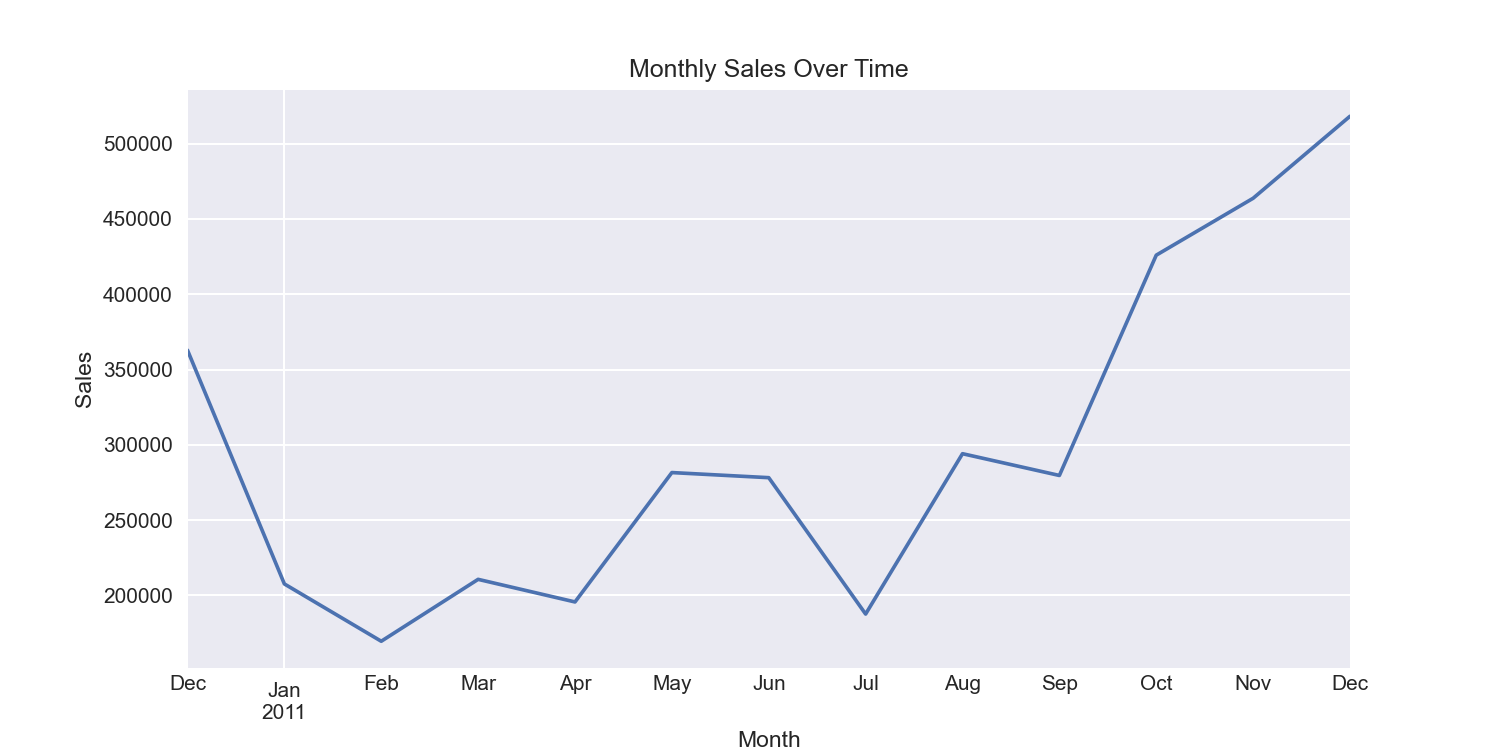 Monthly Sales Over Time
500000
450000
400000
350000
300000
250000
200000
Sales
Dec Jan Feb Mar Apr May Jun Jul Aug Sep Oct Nov Dec
2011
Month